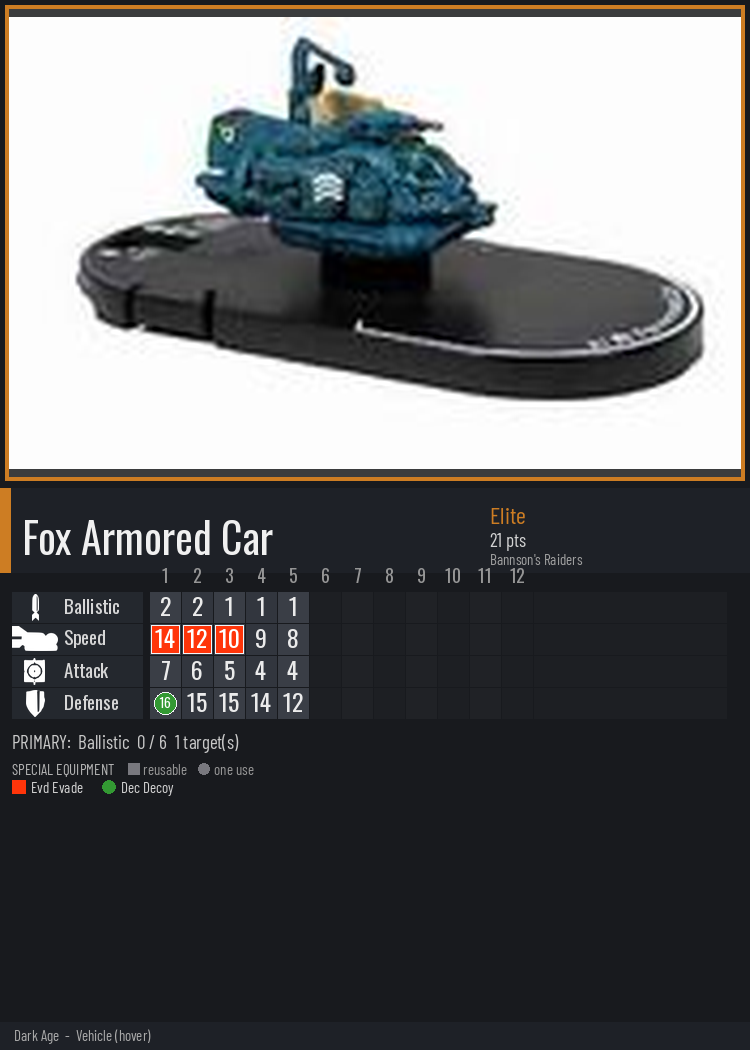 Fox Armored Car
Elite
21 pts
Bannson's Raiders
1 2 3 4 5 6 7 8 9 10 11 12
Ballistic 2 2 1 1 1
Speed 14 12 10 9 8
Attack 7 6 5 4 4
Defense 16 15 15 14 12
PRIMARY: Ballistic 0 / 6 1 target(s)
SPECIAL EQUIPMENT reusable one use
Evd Evade Dec Decoy
Dark Age - Vehicle (hover)